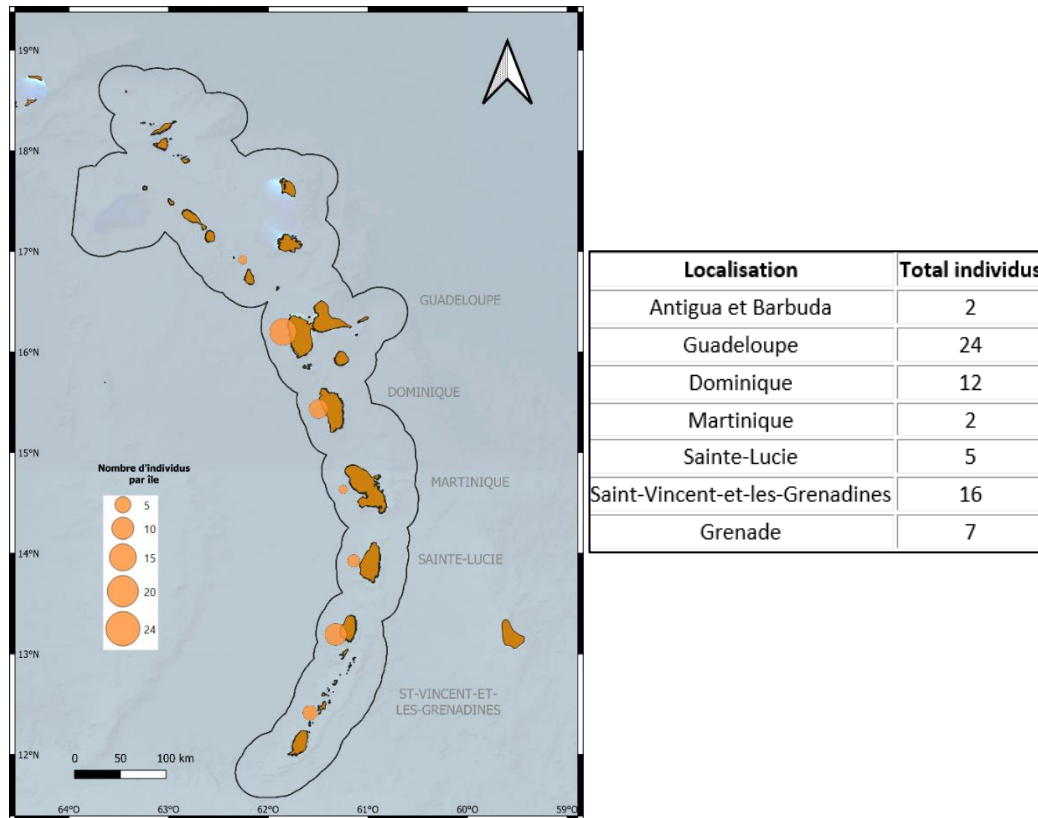 19°N
18°N
17°N
GUADELOUPE
16°N
DOMINIQUE
15°N
MARTINIQUE
14°N
SAINTE-LUCIE
13°N
ST-VINCENT-ET-
LES-GRENADINES
12°N
Nombre d'individus
par île
5
10
15
20
24
0 50 100 km
64°O 63°O 62°O 61°O 60°O 59°O
Localisation Total individus
Antigua et Barbuda 2
Guadeloupe 24
Dominique 12
Martinique 2
Sainte-Lucie 5
Saint-Vincent-et-les-Grenadines 16
Grenade 7